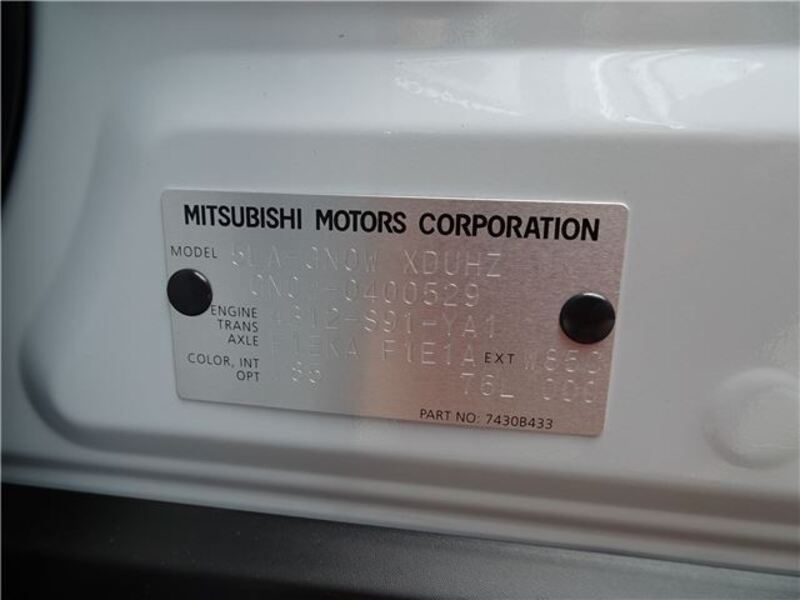 MITSUBISHI MOTORS CORPORATION
MODEL 5LA-GN0W XDUHZ
GN0W-0400529
ENGINE 4B12-S91-YA1
TRANS
AXLE F1EKA F1E1A EXT W85C
COLOR, INT 76L 000
OPT
PART NO: 7430B433